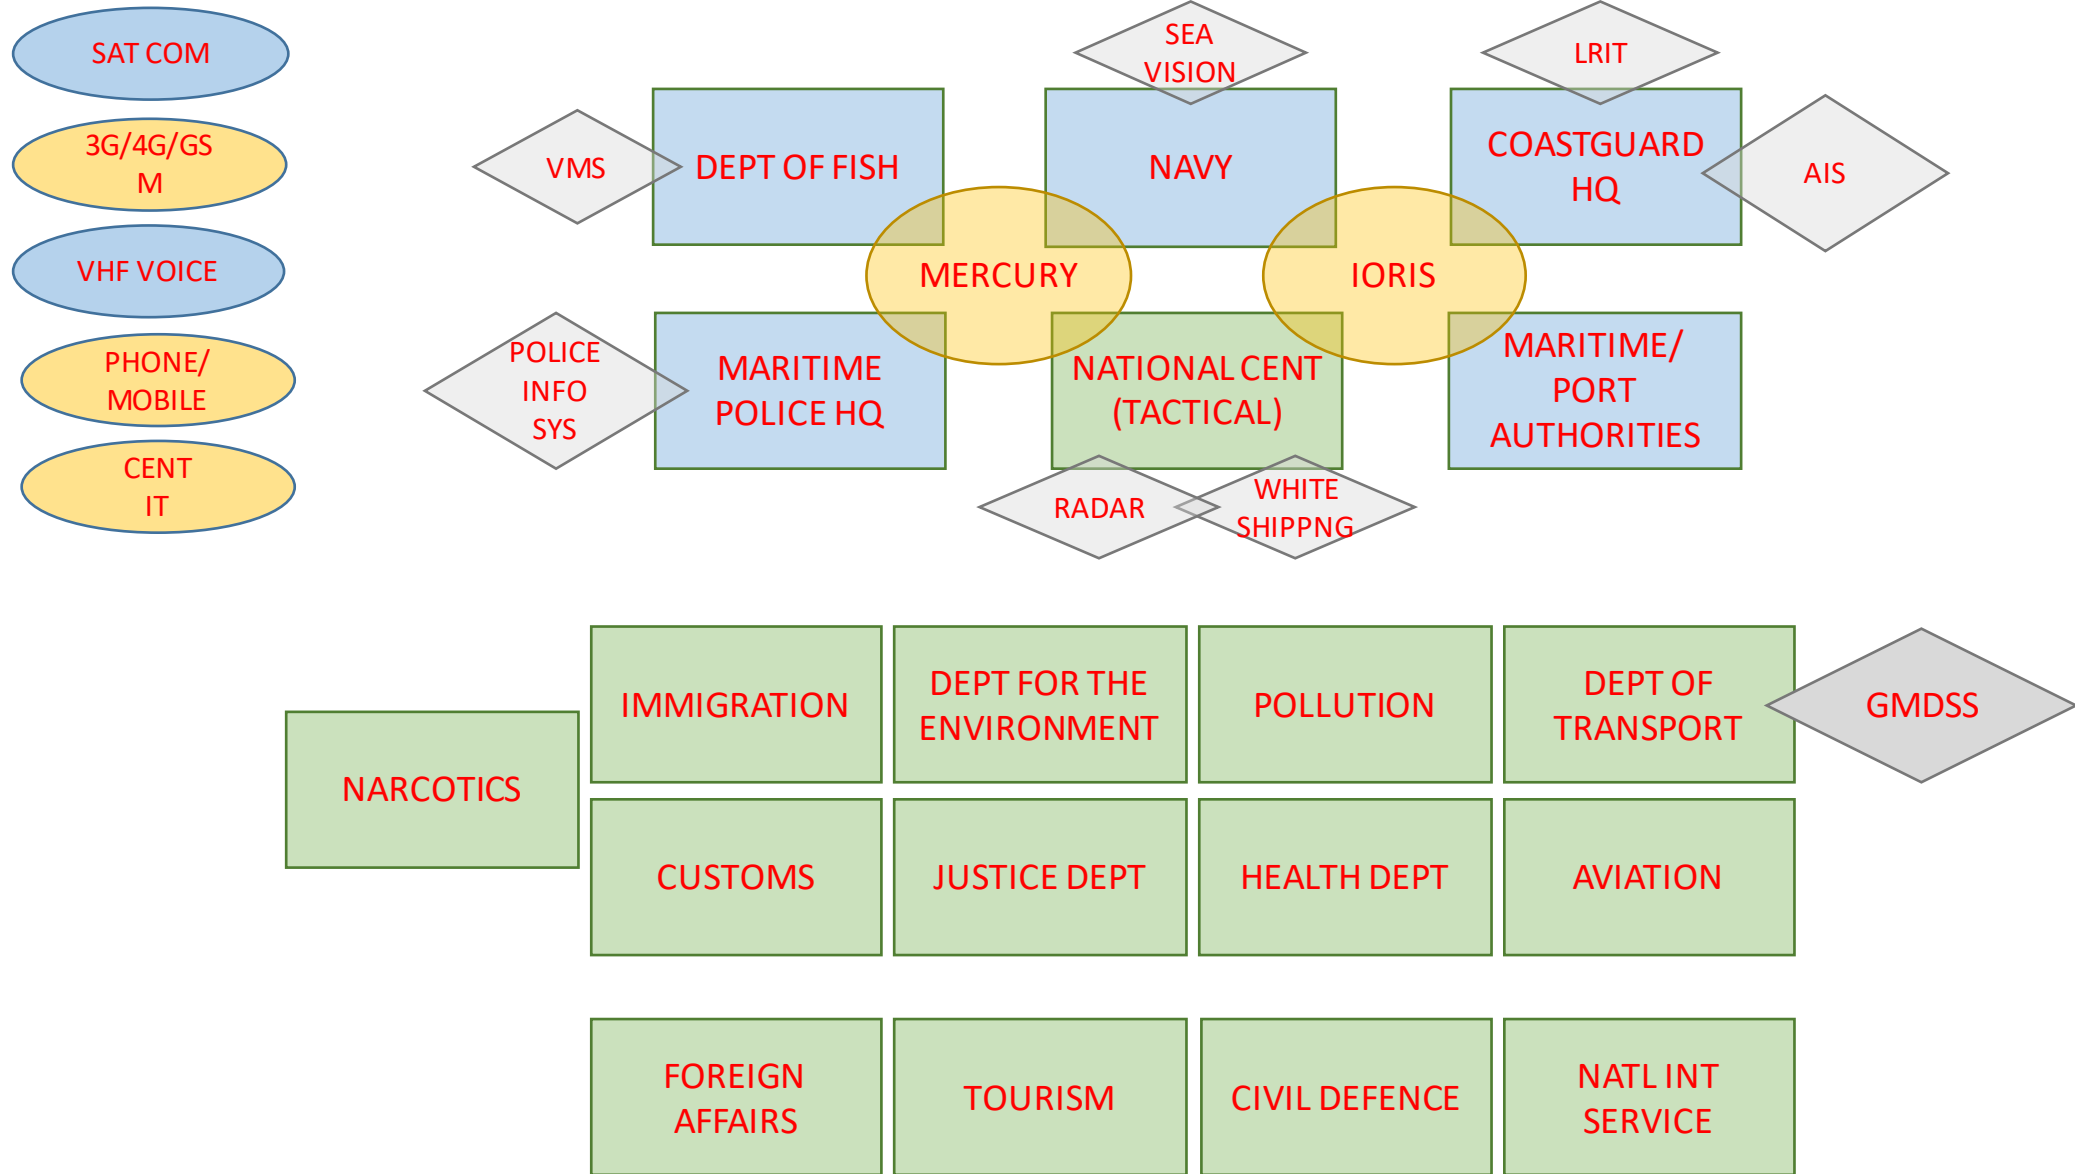 SAT COM
3G/4G/GS
M
VHF VOICE
PHONE/
MOBILE
CENT
IT
SEA
VISION
LRIT
VMS
DEPT OF FISH
NAVY
COASTGUARD
HQ
AIS
MERCURY
IORIS
POLICE
INFO
SYS
MARITIME
POLICE HQ
NATIONAL CENT
(TACTICAL)
MARITIME/
PORT
AUTHORITIES
RADAR
WHITE
SHIPPNG
NARCOTICS
IMMIGRATION
DEPT FOR THE
ENVIRONMENT
POLLUTION
DEPT OF
TRANSPORT
GMDSS
CUSTOMS
JUSTICE DEPT
HEALTH DEPT
AVIATION
FOREIGN
AFFAIRS
TOURISM
CIVIL DEFENCE
NATL INT
SERVICE